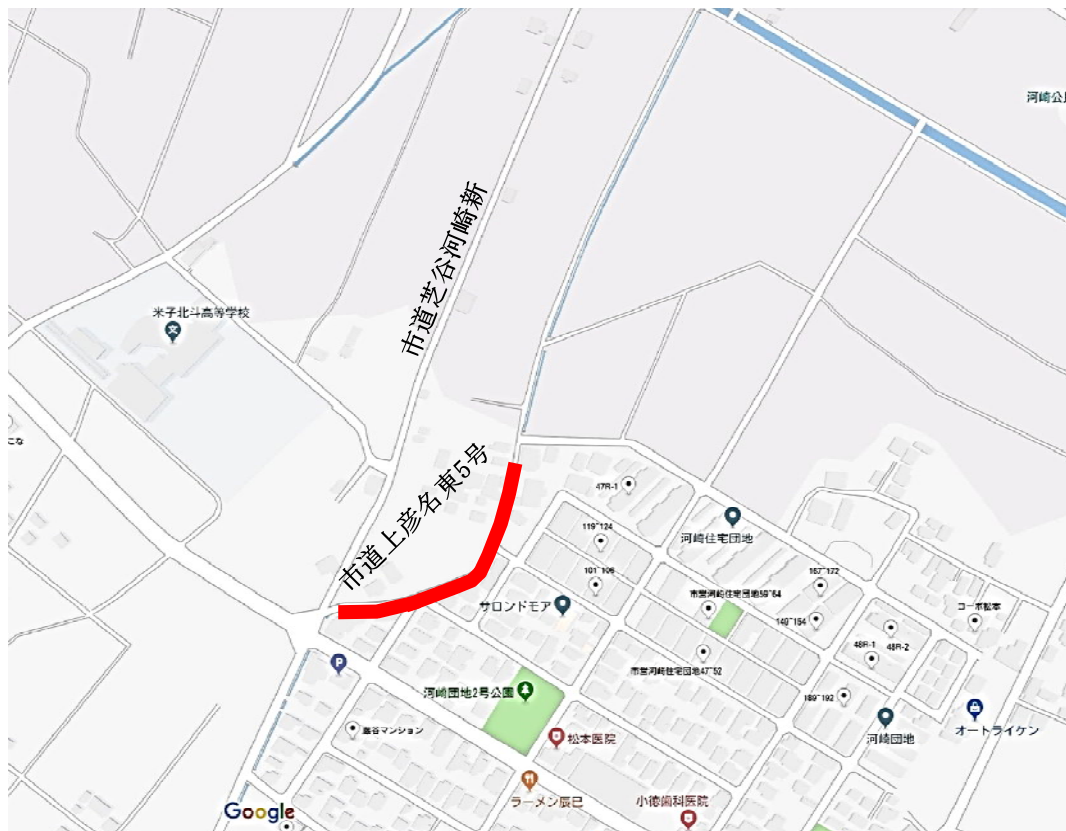 河崎公
市道芝谷河崎新
米子北斗高等学校
こな
市道上彦名東5号
47R-1
119~124
河崎住宅団地
101~106
167~172
サロンドモア
市営河崎住宅団地59~64
149~154
コーポ松本
48R-1
48R-2
市営河崎住宅団地47~52
P
河崎団地2号公園
189~192
河崎団地
オートライケン
松本医院
ラーメン辰巳
小徳歯科医院
Google